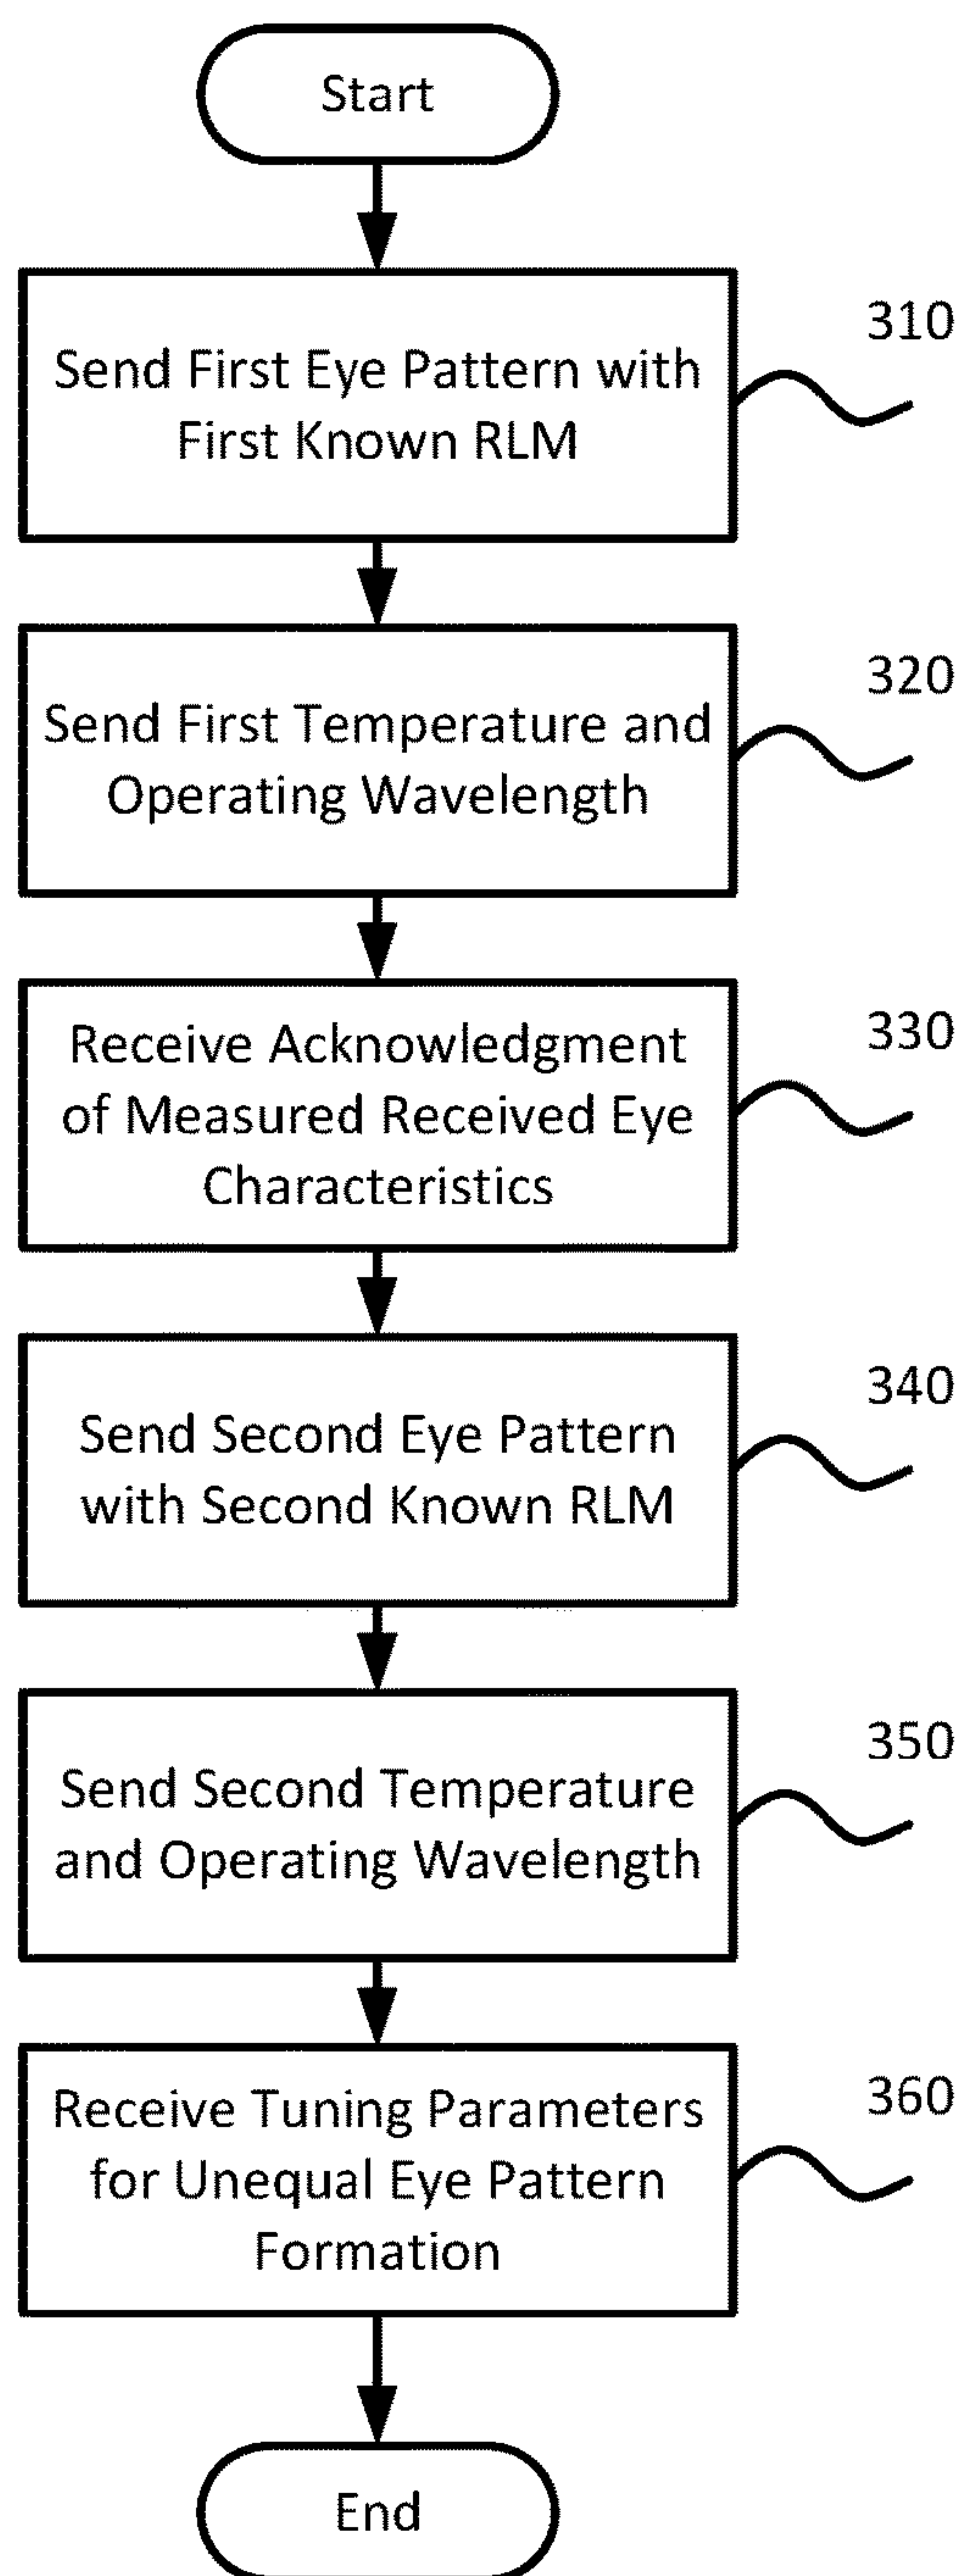 Start
310
Send First Eye Pattern with
First Known RLM
320
Send First Temperature and
Operating Wavelength
330
Receive Acknowledgment
of Measured Received Eye
Characteristics
340
Send Second Eye Pattern
with Second Known RLM
350
Send Second Temperature
and Operating Wavelength
360
Receive Tuning Parameters
for Unequal Eye Pattern
Formation
End